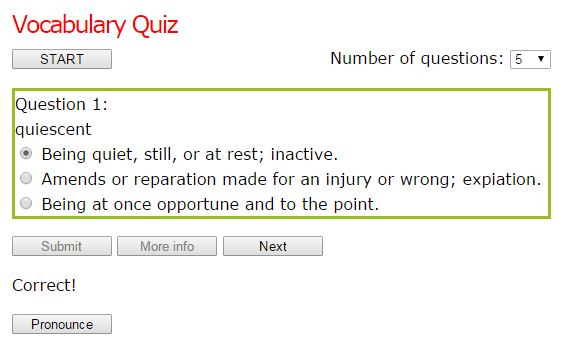 Vocabulary Quiz
START Number of questions: 5
Question 1:
quiescent
Being quiet, still, or at rest; inactive.
Amends or reparation made for an injury or wrong; expiation.
Being at once opportune and to the point.
Submit More info Next
Correct!
Pronounce